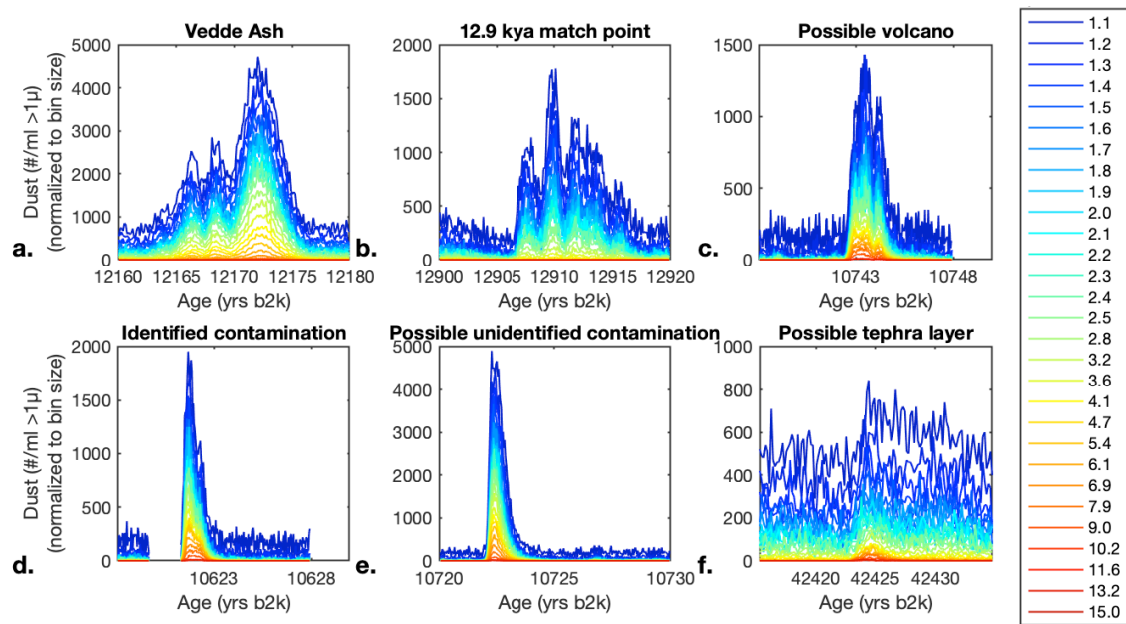 Vedde Ash
12.9 kya match point
Possible volcano
Dust (#/ml >1µ)
(normalized to bin size)
5000
4000
3000
2000
1000
0
2000
1500
1000
500
0
1500
1000
500
0
a.
b.
c.
12160 12165 12170 12175 12180
12900 12905 12910 12915 12920
10743 10748
Age (yrs b2k)
Age (yrs b2k)
Age (yrs b2k)
Identified contamination
Possible unidentified contamination
Possible tephra layer
Dust (#/ml >1µ)
(normalized to bin size)
2000
1500
1000
500
0
5000
4000
3000
2000
1000
0
1000
800
600
400
200
0
d.
e.
f.
10623 10628
10720 10725 10730
42420 42425 42430
Age (yrs b2k)
Age (yrs b2k)
Age (yrs b2k)
1.1
1.2
1.3
1.4
1.5
1.6
1.7
1.8
1.9
2.0
2.1
2.2
2.3
2.4
2.5
2.8
3.2
3.6
4.1
4.7
5.4
6.1
6.9
7.9
9.0
10.2
11.6
13.2
15.0